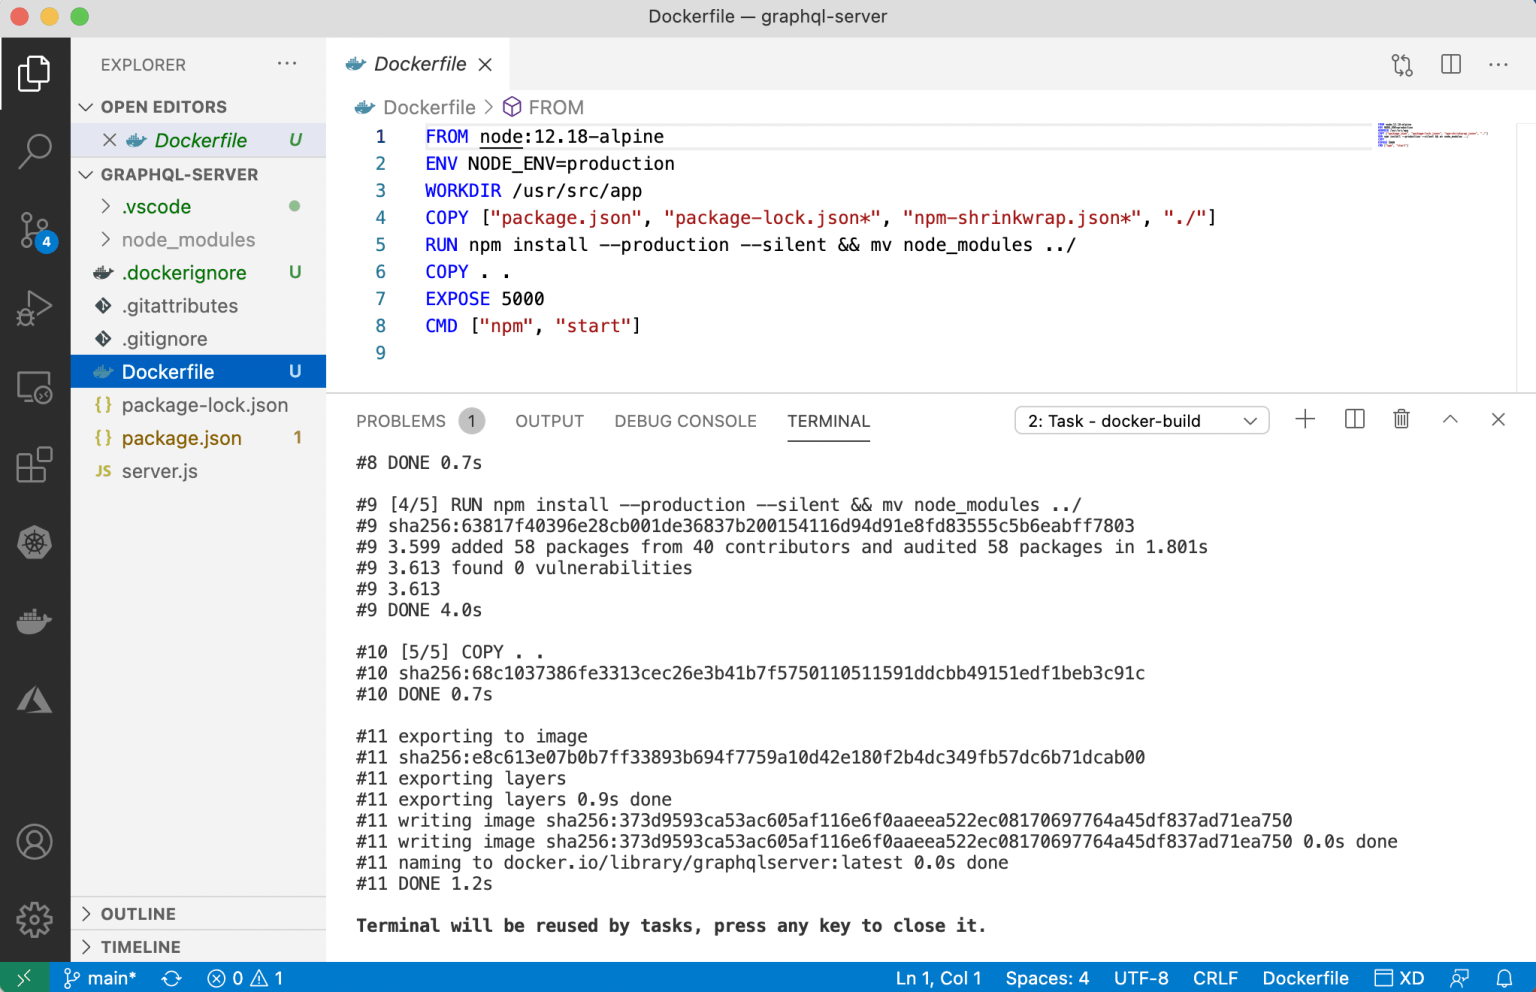 Dockerfile — graphql-server
EXPLORER
OPEN EDITORS
Dockerfile U
GRAPHQL-SERVER
.vscode
node_modules
.dockerignore U
.gitattributes
.gitignore
Dockerfile U
{} package-lock.json
{} package.json 1
JS server.js
OUTLINE
TIMELINE
4
Dockerfile
Dockerfile > FROM
1 FROM node:12.18-alpine
2 ENV NODE_ENV=production
3 WORKDIR /usr/src/app
4 COPY ["package.json", "package-lock.json*", "npm-shrinkwrap.json*", "./"]
5 RUN npm install --production --silent && mv node_modules ../
6 COPY . .
7 EXPOSE 5000
8 CMD ["npm", "start"]
9
PROBLEMS 1 OUTPUT DEBUG CONSOLE TERMINAL 2: Task - docker-build
#8 DONE 0.7s
#9 [4/5] RUN npm install --production --silent && mv node_modules ../
#9 sha256:63817f40396e28cb001de36837b200154116d94d91e8fd83555c5b6eabff7803
#9 3.599 added 58 packages from 40 contributors and audited 58 packages in 1.801s
#9 3.613 found 0 vulnerabilities
#9 3.613
#9 DONE 4.0s
#10 [5/5] COPY . .
#10 sha256:68c1037386fe3313cec26e3b41b7f5750110511591ddcbb49151edf1beb3c91c
#10 DONE 0.7s
#11 exporting to image
#11 sha256:e8c613e07b0b7ff33893b694f7759a10d42e180f2b4dc349fb57dc6b71dcab00
#11 exporting layers
#11 exporting layers 0.9s done
#11 writing image sha256:373d9593ca53ac605af116e6f0aaeea522ec08170697764a45df837ad71ea750
#11 writing image sha256:373d9593ca53ac605af116e6f0aaeea522ec08170697764a45df837ad71ea750 0.0s done
#11 naming to docker.io/library/graphqlserver:latest 0.0s done
#11 DONE 1.2s
Terminal will be reused by tasks, press any key to close it.
main* 0 1 Ln 1, Col 1 Spaces: 4 UTF-8 CRLF Dockerfile XD